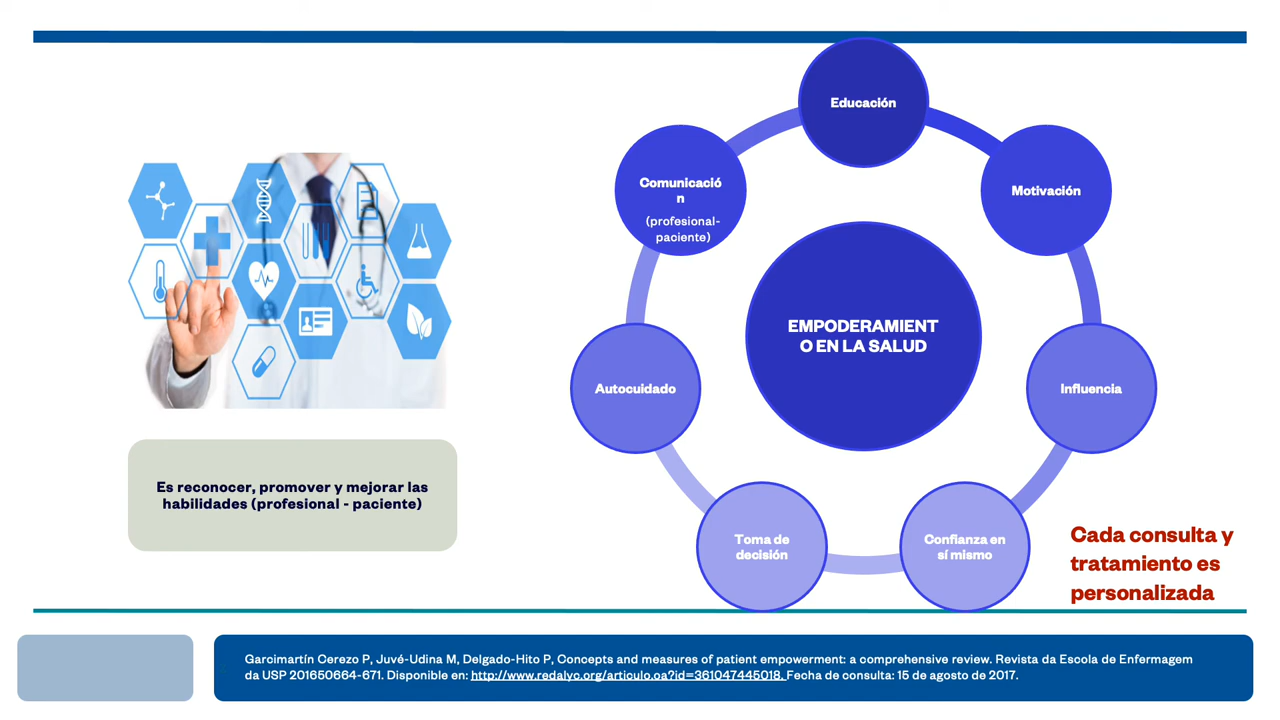 Educación
Comunicació
n
(profesional-
paciente)
Motivación
EMPODERAMIENT
O EN LA SALUD
Autocuidado
Influencia
Es reconocer, promover y mejorar las
habilidades (profesional - paciente)
Toma de
decisión
Confianza en
sí mismo
Cada consulta y
tratamiento es
personalizada
Garcimartín Cerezo P, Juvé-Udina M, Delgado-Hito P, Concepts and measures of patient empowerment: a comprehensive review. Revista da Escola de Enfermagem
da USP 201650664-671. Disponible en: http://www.redalyc.org/articulo.oa?id=361047445018. Fecha de consulta: 15 de agosto de 2017.